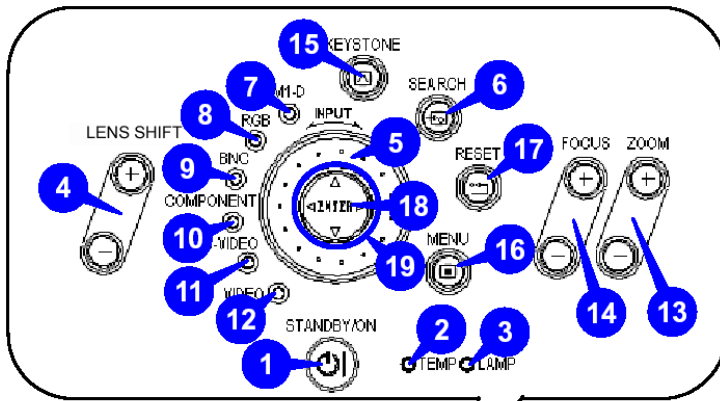 15
KEYSTONE
7
M1-D
6
SEARCH
8
RGB
INPUT
5
LENS SHIFT
9
BNC
RESET
17
FOCUS
ZOOM
4
COMPONENT
10
ENTER
18
-VIDEO
11
19
MENU
16
VIDEO
12
14
13
STANDBY/ON
1
2
TEMP
3
LAMP